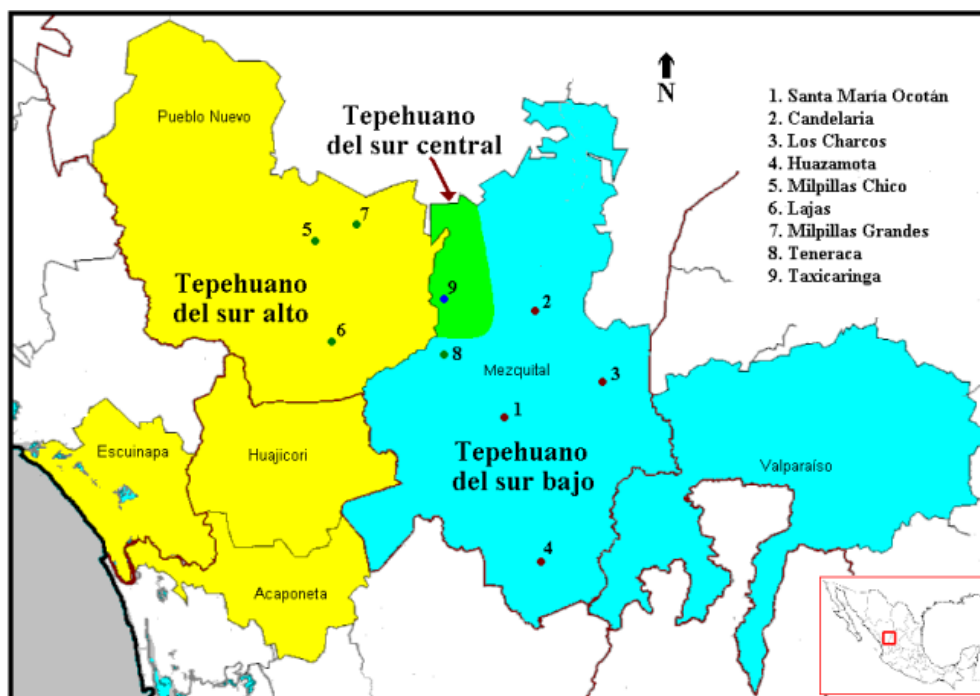 Pueblo Nuevo
Tepehuano
del sur central
N
1. Santa María Ocotán
2. Candelaria
3. Los Charcos
4. Huazamota
5. Milpillas Chico
6. Lajas
7. Milpillas Grandes
8. Teneraca
9. Taxicaringa
5
7
Tepehuano
del sur alto
9
2
6
8
Mezquital
3
1
Escuinapa
Huajicori
Tepehuano
del sur bajo
Valparaíso
4
Acaponeta